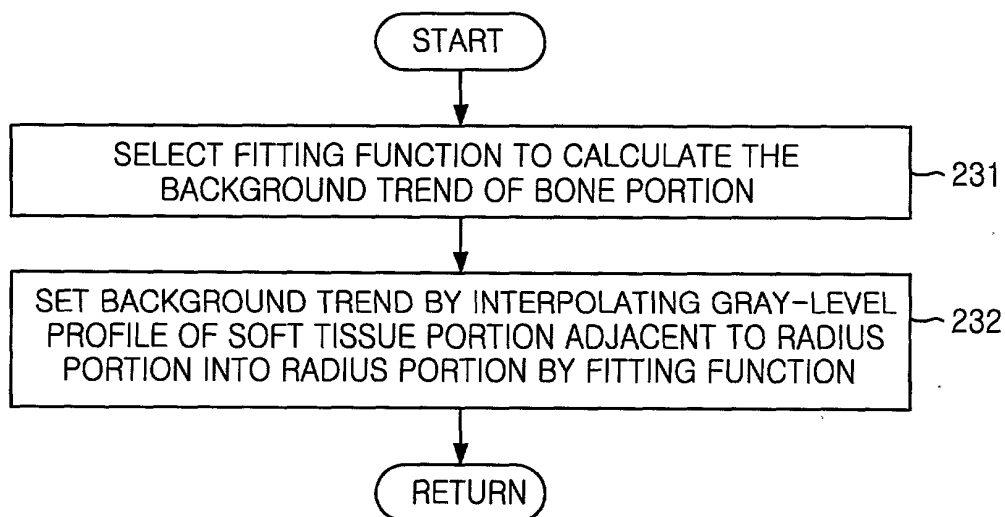 START
SELECT FITTING FUNCTION TO CALCULATE THE
BACKGROUND TREND OF BONE PORTION
231
SET BACKGROUND TREND BY INTERPOLATING GRAY-LEVEL
PROFILE OF SOFT TISSUE PORTION ADJACENT TO RADIUS
PORTION INTO RADIUS PORTION BY FITTING FUNCTION
232
RETURN